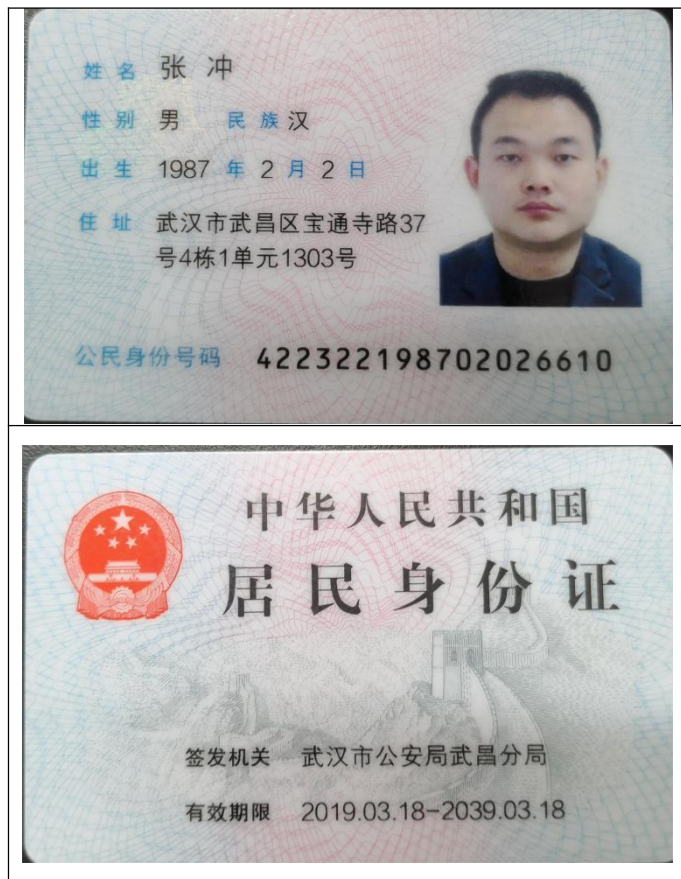 姓名 张冲
性别 男 民族 汉
出生 1987 年 2 月 2 日
住址 武汉市武昌区宝通寺路37
号4栋1单元1303号
公民身份号码 422322198702026610
中华人民共和国
居民身份证
签发机关 武汉市公安局武昌分局
有效期限 2019.03.18-2039.03.18